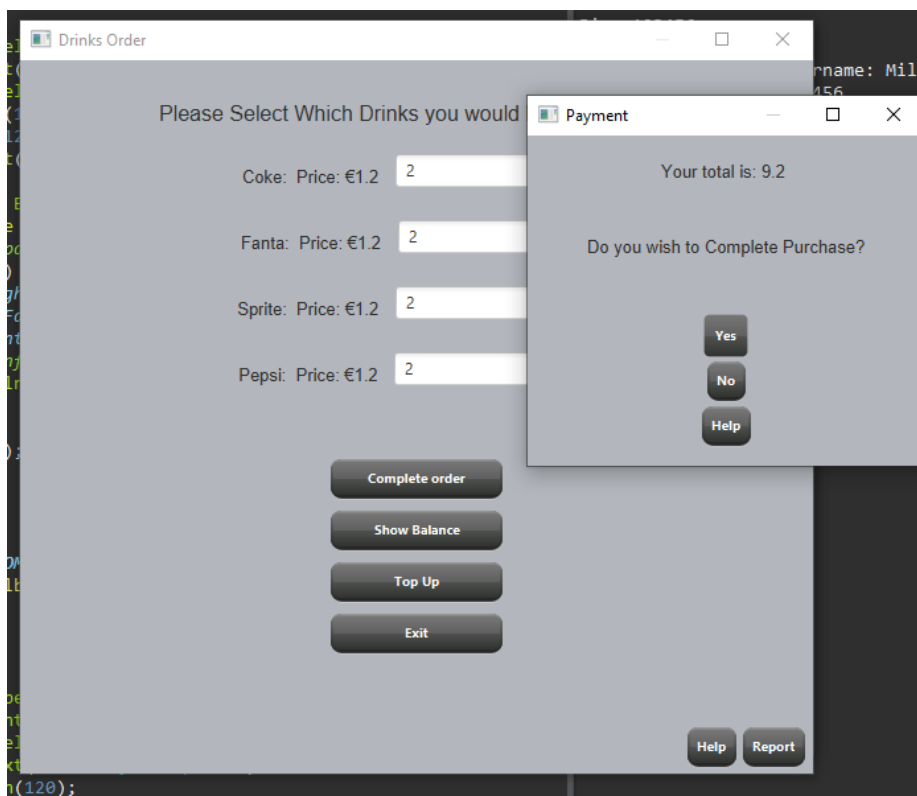 Drinks Order
rname: Mil
456
Please Select Which Drinks you would
Coke: Price: €1.2 2
Fanta: Price: €1.2 2
Sprite: Price: €1.2 2
Pepsi: Price: €1.2 2
Complete order
Show Balance
Top Up
Exit
Help Report
Payment
Your total is: 9.2
Do you wish to Complete Purchase?
Yes
No
Help
(120);